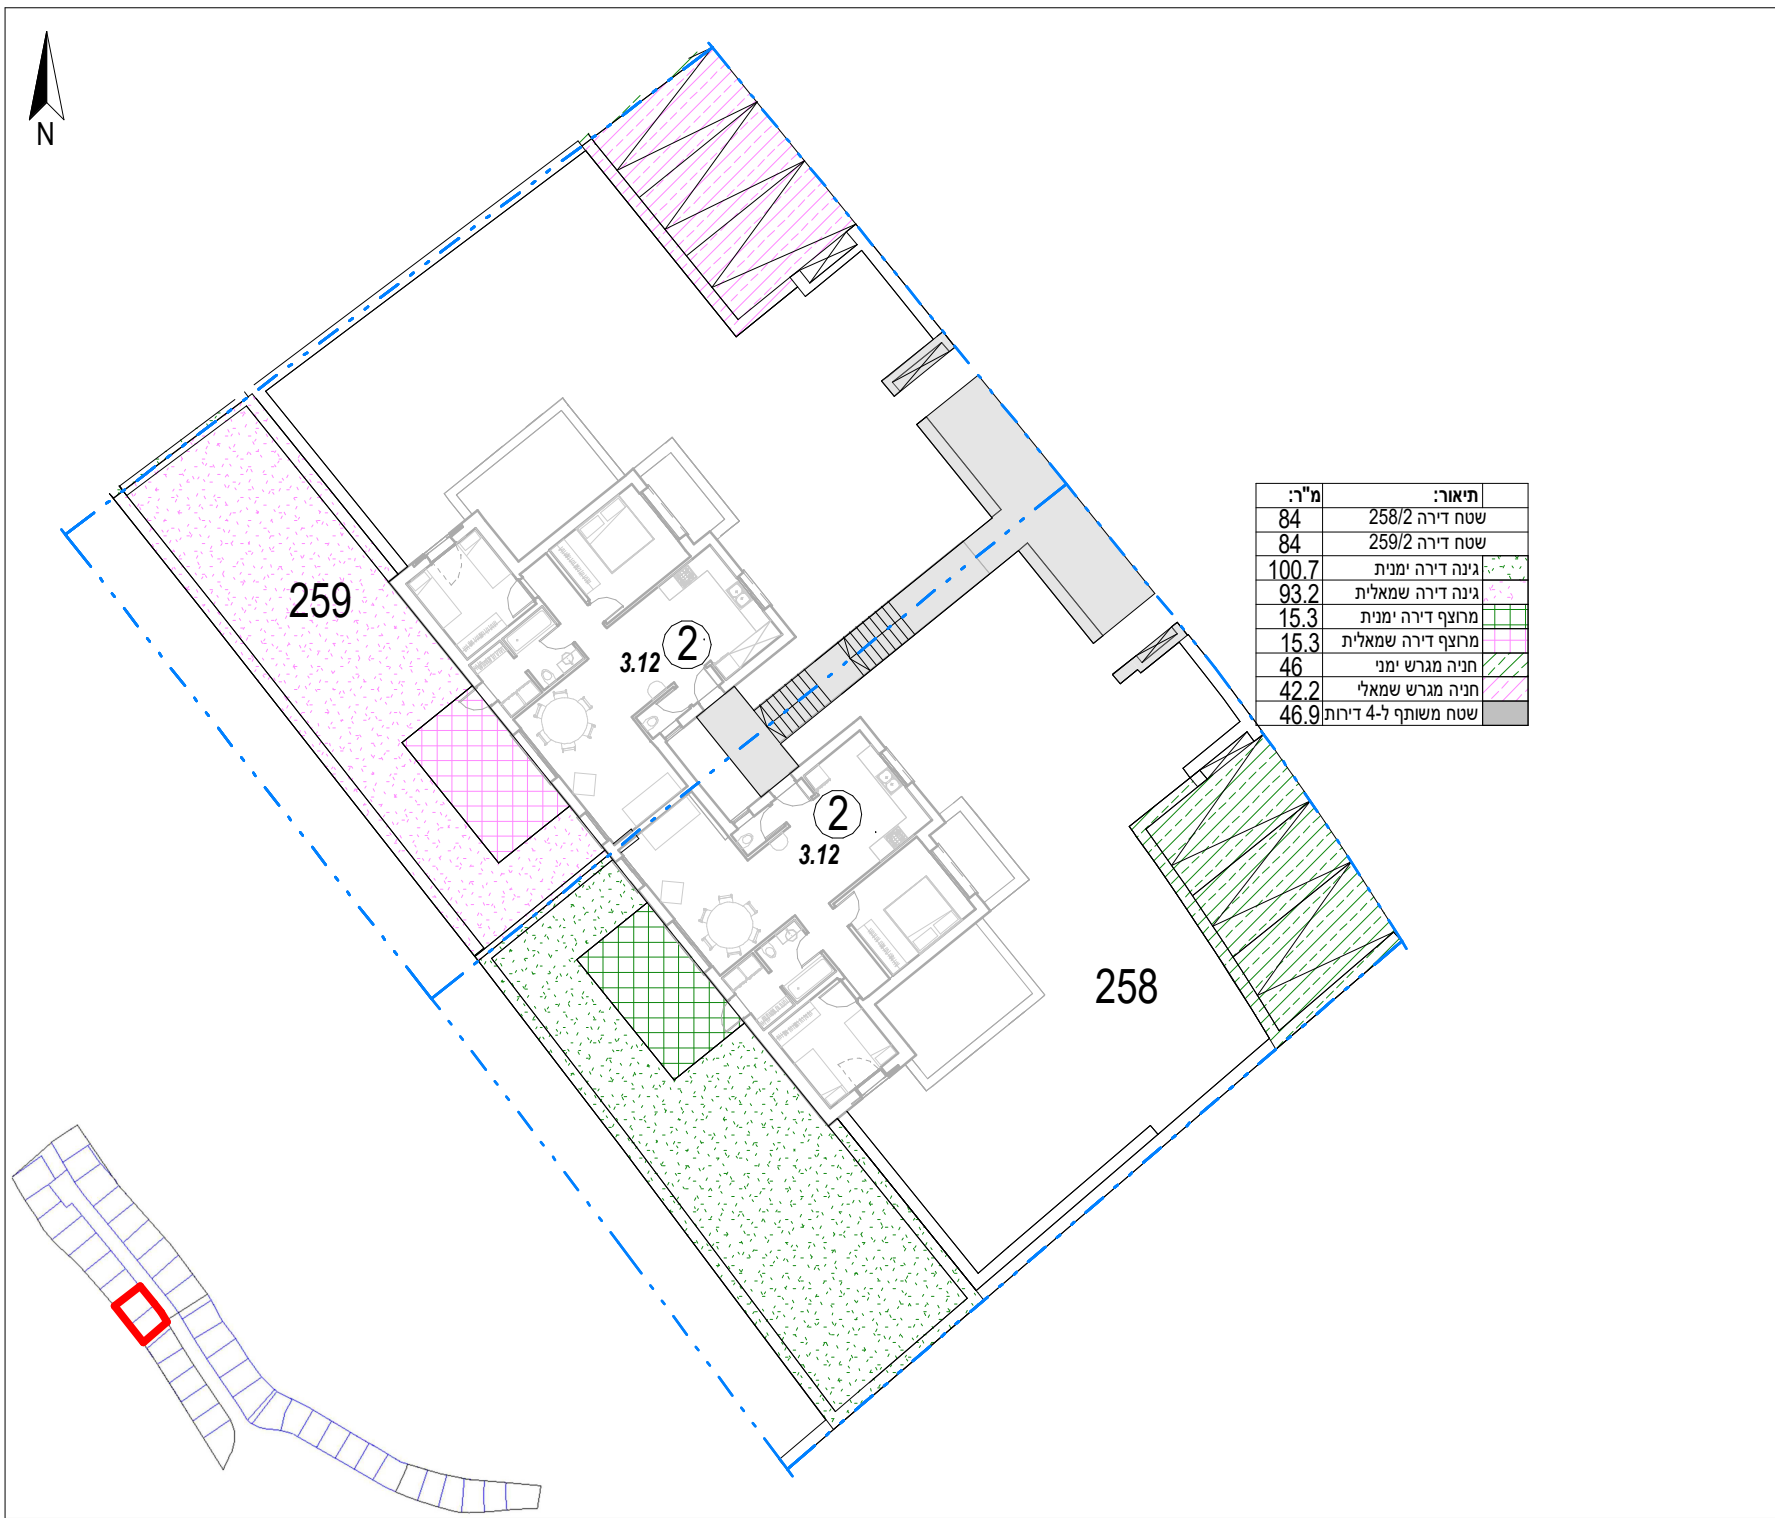 N
259
2
3.12
2
3.12
258
תיאור: מ"ר:
שטח דירה 258/2 84
שטח דירה 259/2 84
גינה דירה ימנית 100.7
גינה דירה שמאלית 93.2
מרוצף דירה ימנית 15.3
מרוצף דירה שמאלית 15.3
חניה מגרש ימני 46
חניה מגרש שמאלי 42.2
שטח משותף ל-4 דירות 46.9